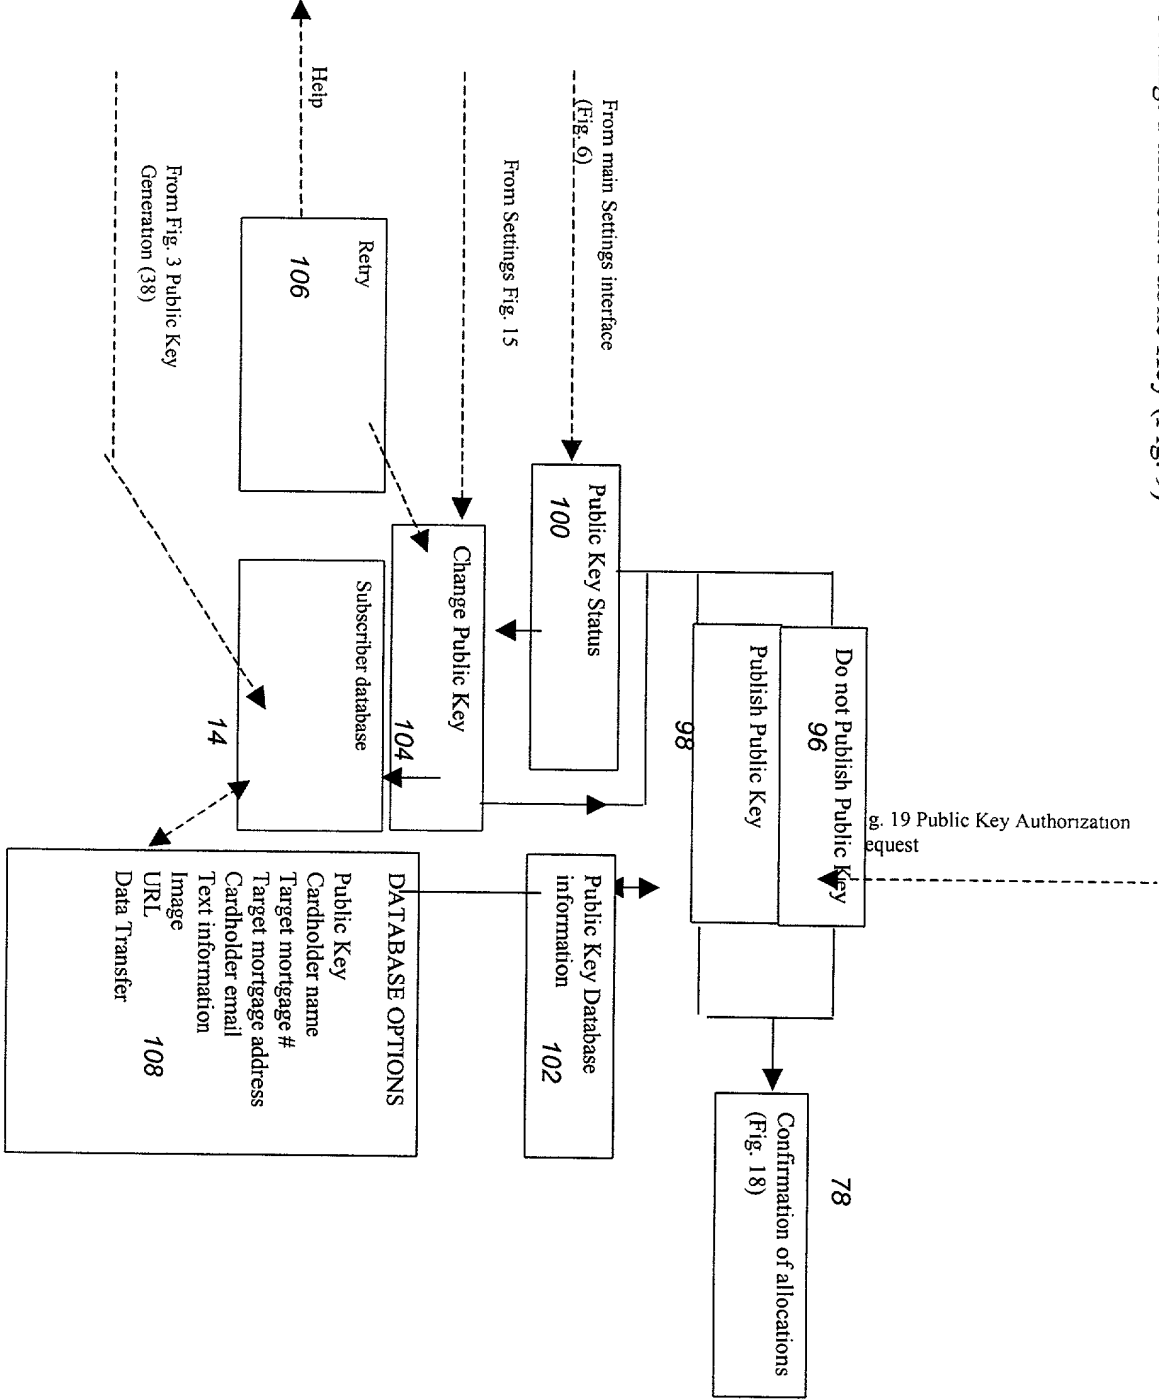 g. 19 Public Key Authorization
equest
78
Do not Publish Public Key
96
Publish Public Key
98
Confirmation of allocations
(Fig. 18)
From main Settings interface
(Fig. 6)
Public Key Status
100
Public Key Database
information
102
From Settings Fig. 15
Change Public Key
104
Help
Retry
106
Subscriber database
14
DATABASE OPTIONS
Public Key
Cardholder name
Target mortgage #
Target mortgage address
Cardholder email
Text information
Image
URL
Data Transfer
108
From Fig. 3 Public Key
Generation (38)